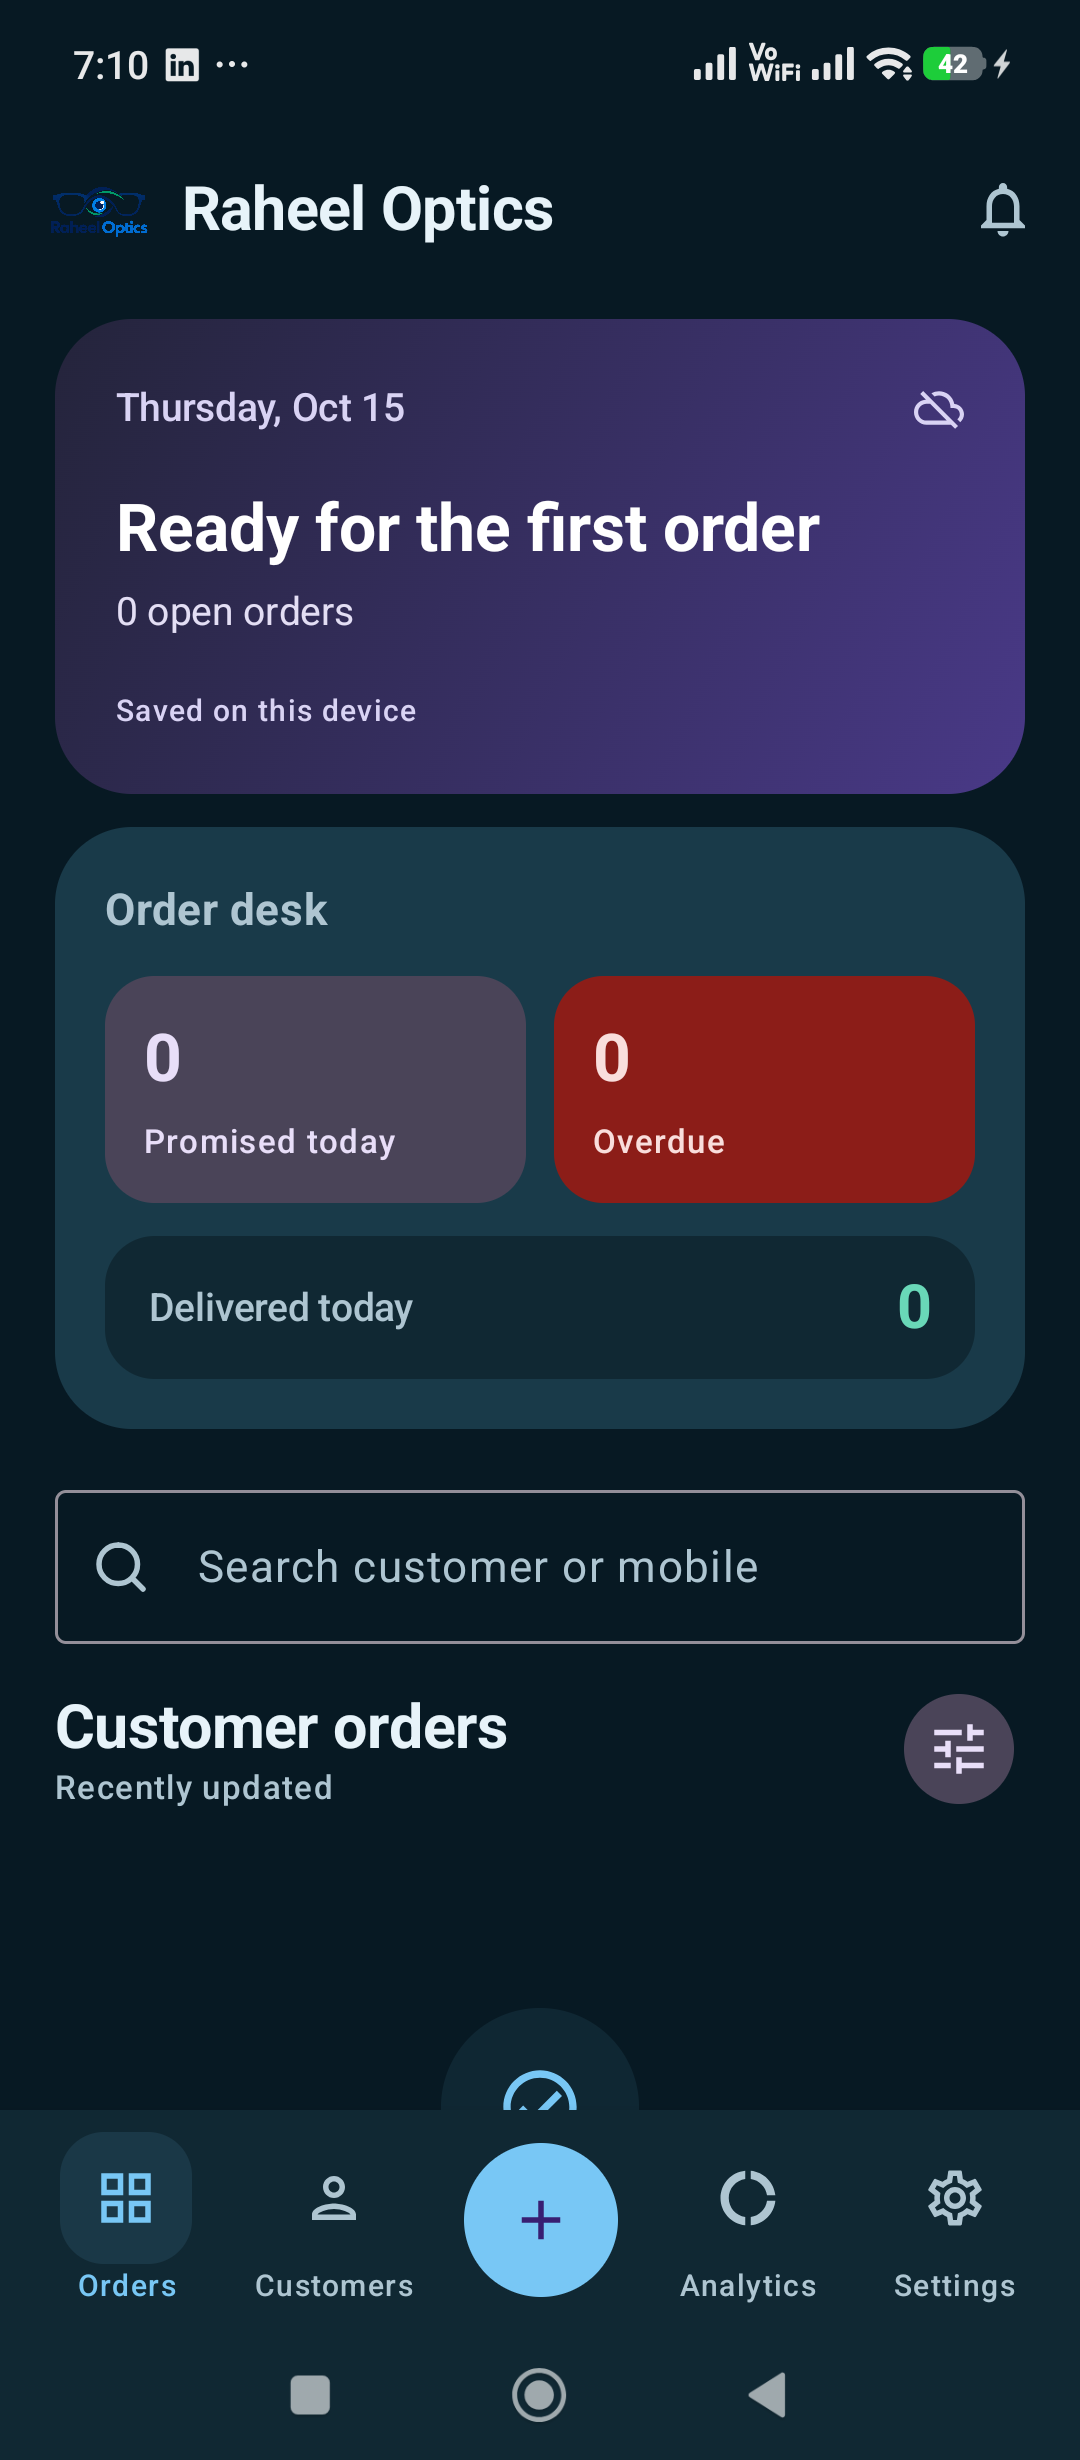 7:10
Vo
WiFi
42
Raheel Optics
Raheel Optics
Thursday, Oct 15
Ready for the first order
0 open orders
Saved on this device
Order desk
0
0
Promised today
Overdue
Delivered today
0
Search customer or mobile
Customer orders
Recently updated
Orders
Customers
Analytics
Settings